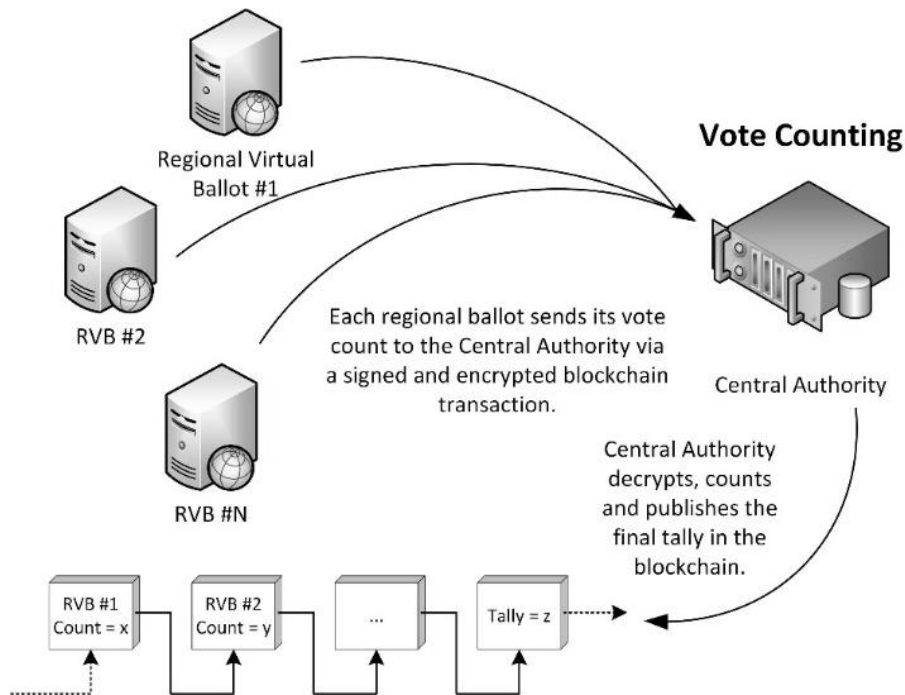 Regional Virtual
Ballot #1
Vote Counting
RVB #2
Each regional ballot sends its vote
count to the Central Authority via
a signed and encrypted blockchain
transaction.
Central Authority
RVB #N
Central Authority
decrypts, counts
and publishes the
final tally in the
blockchain.
RVB #1
Count = x
RVB #2
Count = y
...
Tally = z